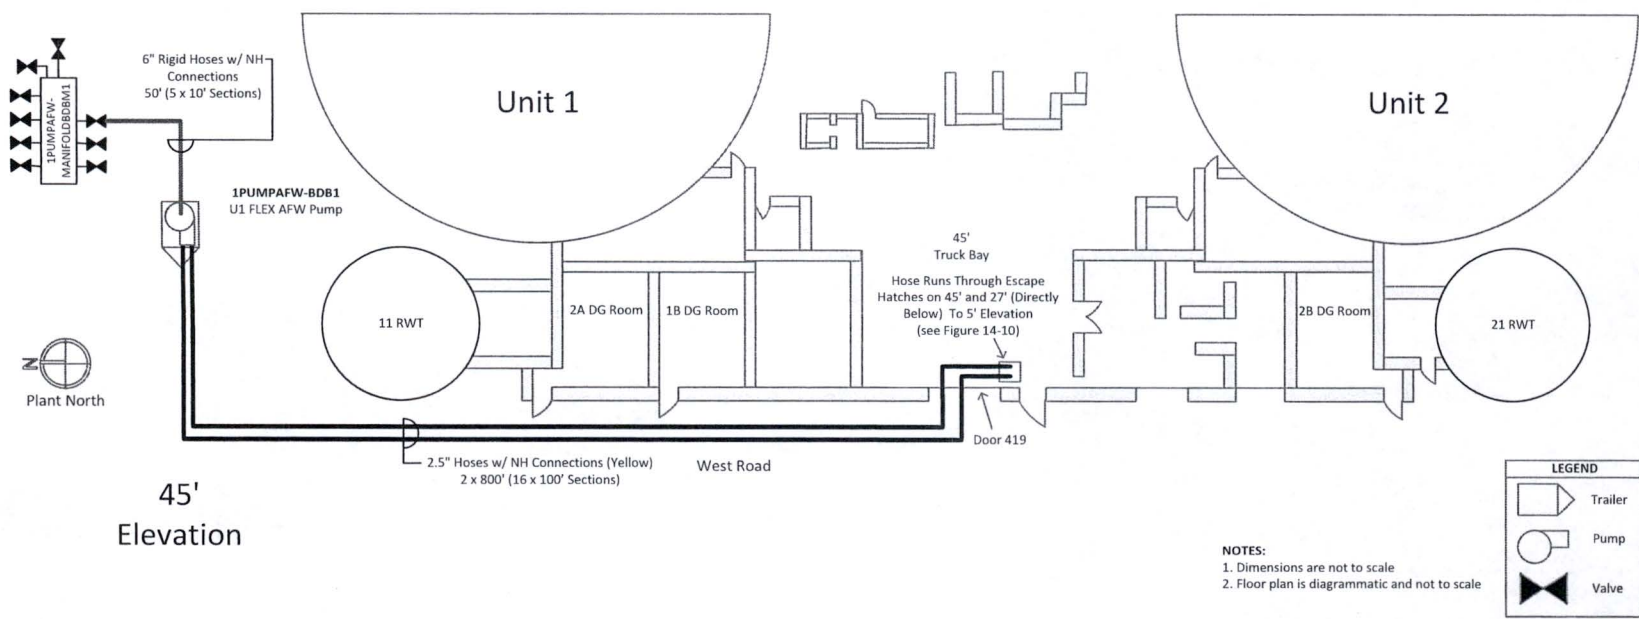 6" Rigid Hoses w/ NH
Connections
50' (5 x 10' Sections)
1PUMPAFW-
MANIFOLDBDBM1
1PUMPAFW-BDB1
U1 FLEX AFW Pump
Unit 1
Unit 2
45'
Truck Bay
Hose Runs Through Escape
Hatches on 45' and 27' (Directly
Below) To 5' Elevation
(see Figure 14-10)
11 RWT
2A DG Room
1B DG Room
2B DG Room
21 RWT
N
Plant North
Door 419
2.5" Hoses w/ NH Connections (Yellow)
2 x 800' (16 x 100' Sections)
West Road
45'
Elevation
NOTES:
1. Dimensions are not to scale
2. Floor plan is diagrammatic and not to scale
LEGEND
Trailer
Pump
Valve